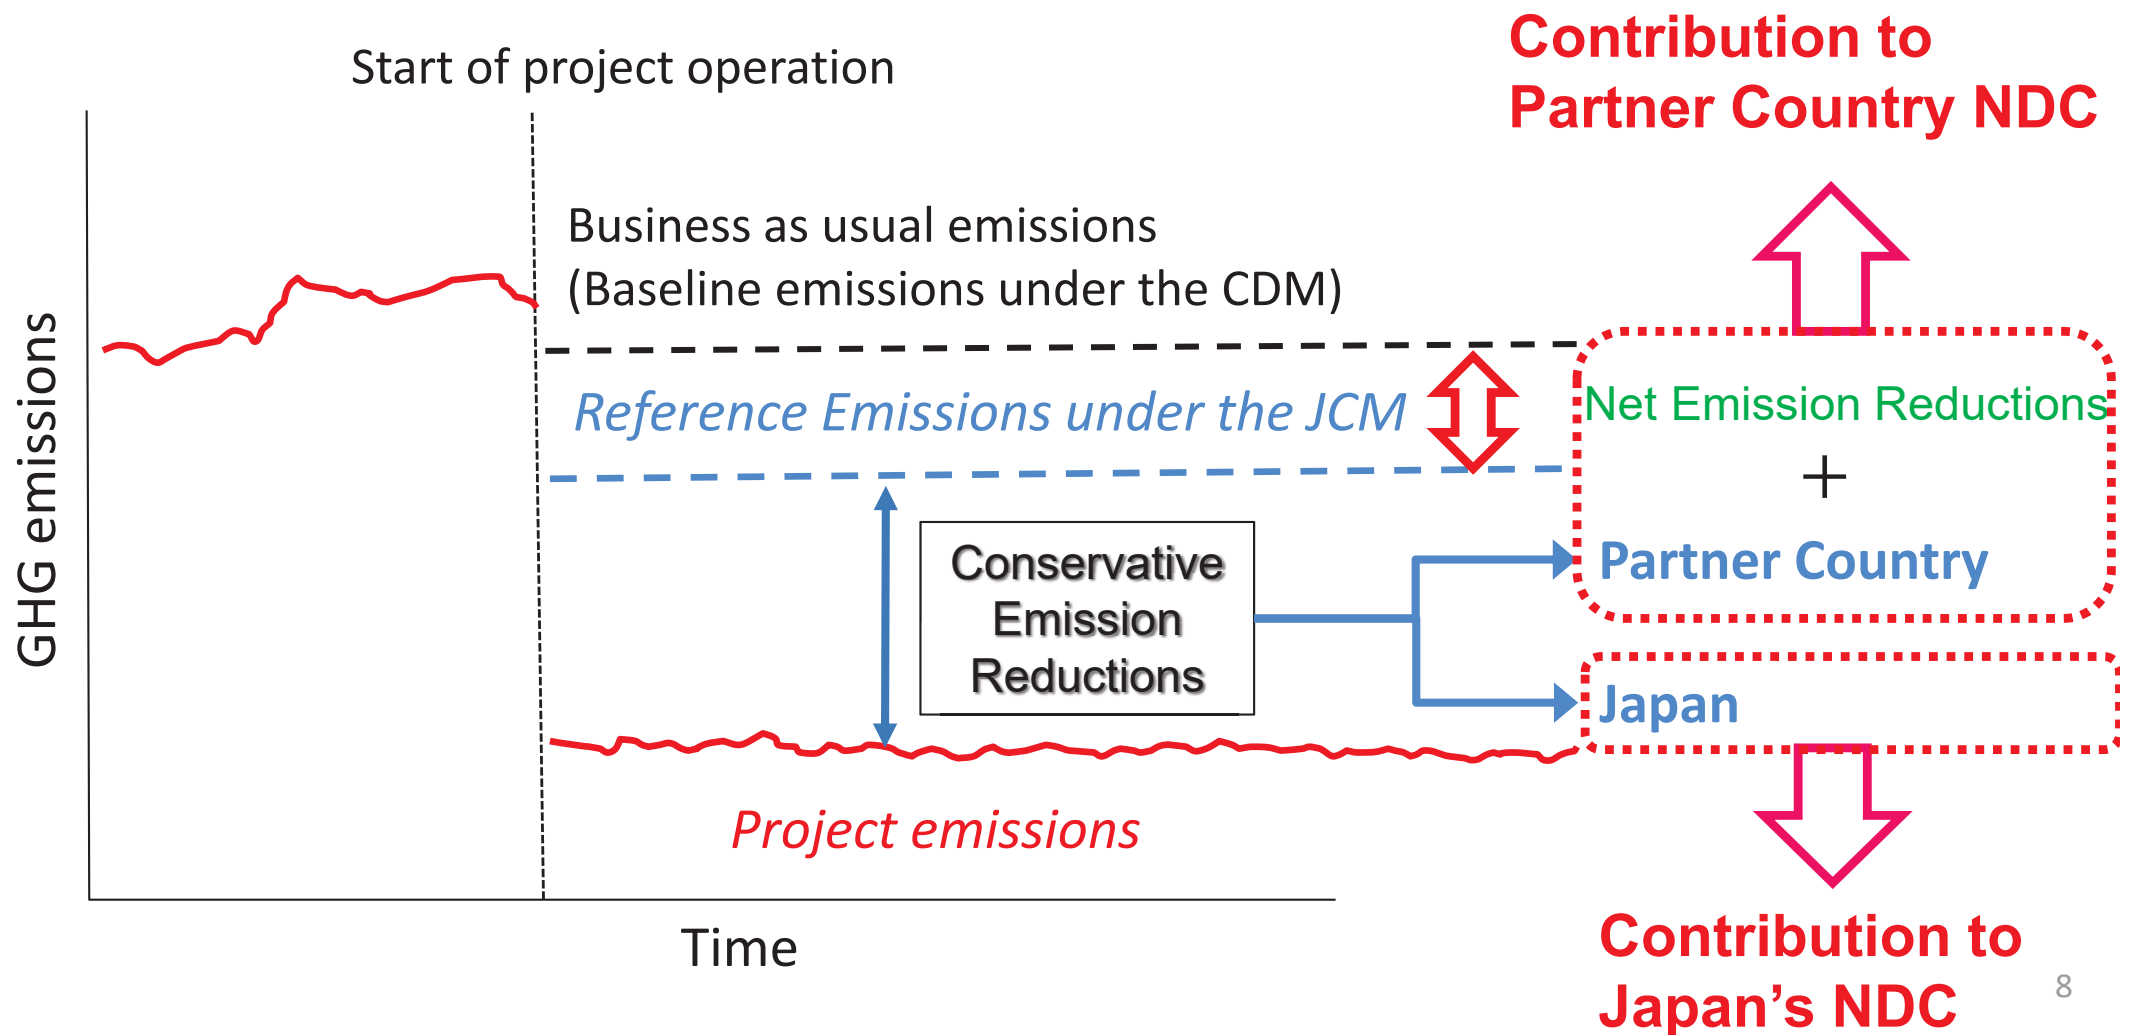 Contribution to
Partner Country NDC
Start of project operation
Business as usual emissions
(Baseline emissions under the CDM)
Reference Emissions under the JCM
Net Emission Reductions
+
Partner Country
Conservative
Emission
Reductions
Japan
Project emissions
GHG emissions
Time
Contribution to
Japan’s NDC
8